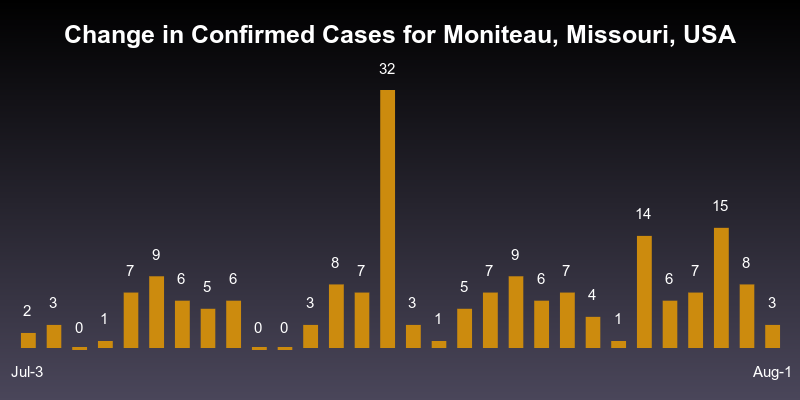 Change in Confirmed Cases for Moniteau, Missouri, USA
2 3 0 1 7 9 6 5 6 0 0 3 8 7 32 3 1 5 7 9 6 7 4 1 14 6 7 15 8 3
Jul-3 Aug-1